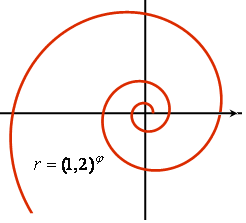 r = (1,2)^φ